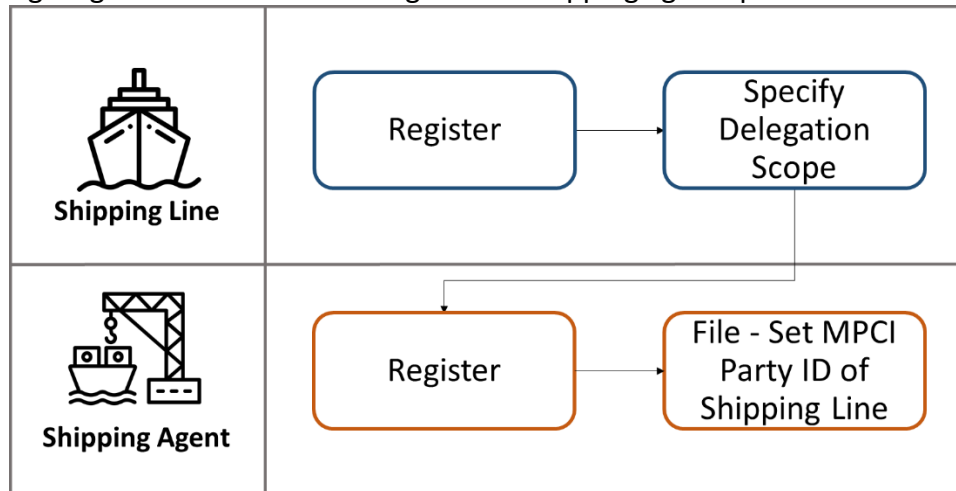 Shipping Line
Register
Specify
Delegation
Scope
Shipping Agent
Register
File - Set MPCI
Party ID of
Shipping Line